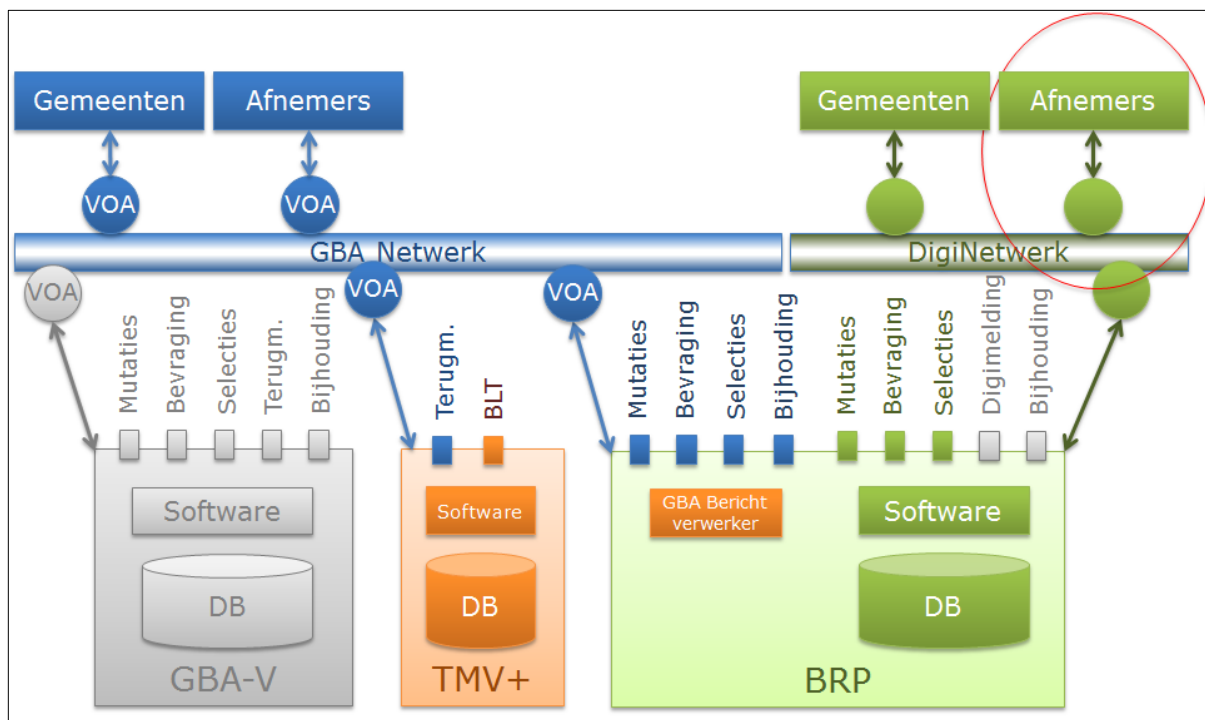 Gemeenten
Afnemers
Gemeenten
Afnemers
VOA
VOA
GBA Netwerk
DigiNetwerk
VOA
VOA
VOA
Mutaties
Bevraging
Selecties
Terugm.
Bijhouding
Terugm.
BLT
Mutaties
Bevraging
Selecties
Bijhouding
Mutaties
Bevraging
Selecties
Digimelding
Bijhouding
Software
DB
GBA-V
Software
DB
TMV+
GBA Bericht
verwerker
Software
DB
BRP